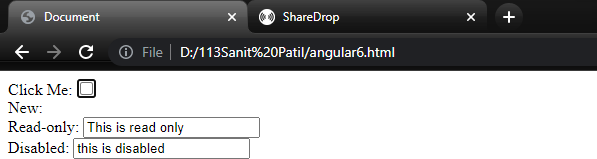 Document
ShareDrop
File
D:/113Sanit%20Patil/angular6.html
Click Me:
New:
Read-only: This is read only
Disabled: this is disabled